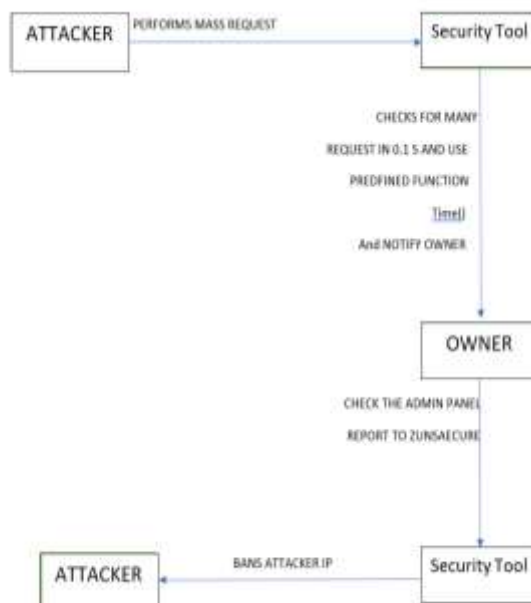 ATTACKER
PERFORMS MASS REQUEST
Security Tool
CHECKS FOR MANY
REQUEST IN 0.1 S AND USE
PREDFINED FUNCTION
Time()
And NOTIFY OWNER
OWNER
CHECK THE ADMIN PANEL
REPORT TO ZUNSAECURE
ATTACKER
BANS ATTACKER IP
Security Tool